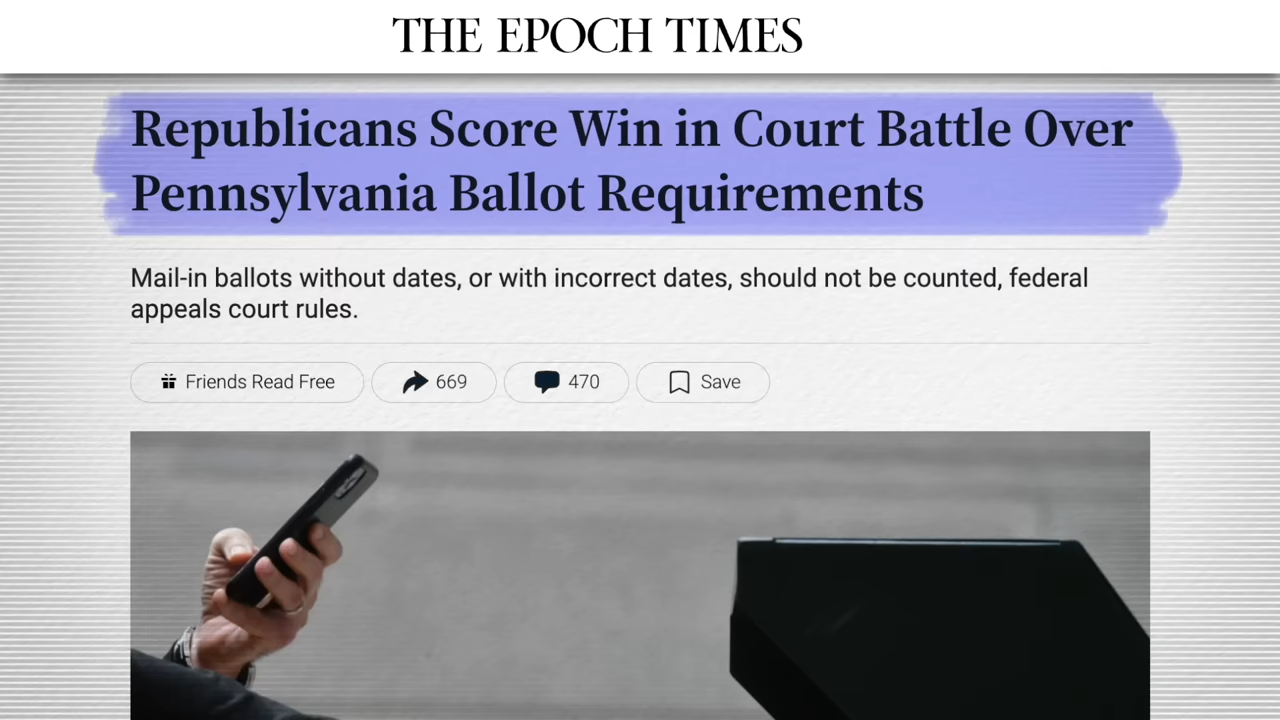 THE EPOCH TIMES
Republicans Score Win in Court Battle Over
Pennsylvania Ballot Requirements
Mail-in ballots without dates, or with incorrect dates, should not be counted, federal
appeals court rules.
Friends Read Free 669 470 Save